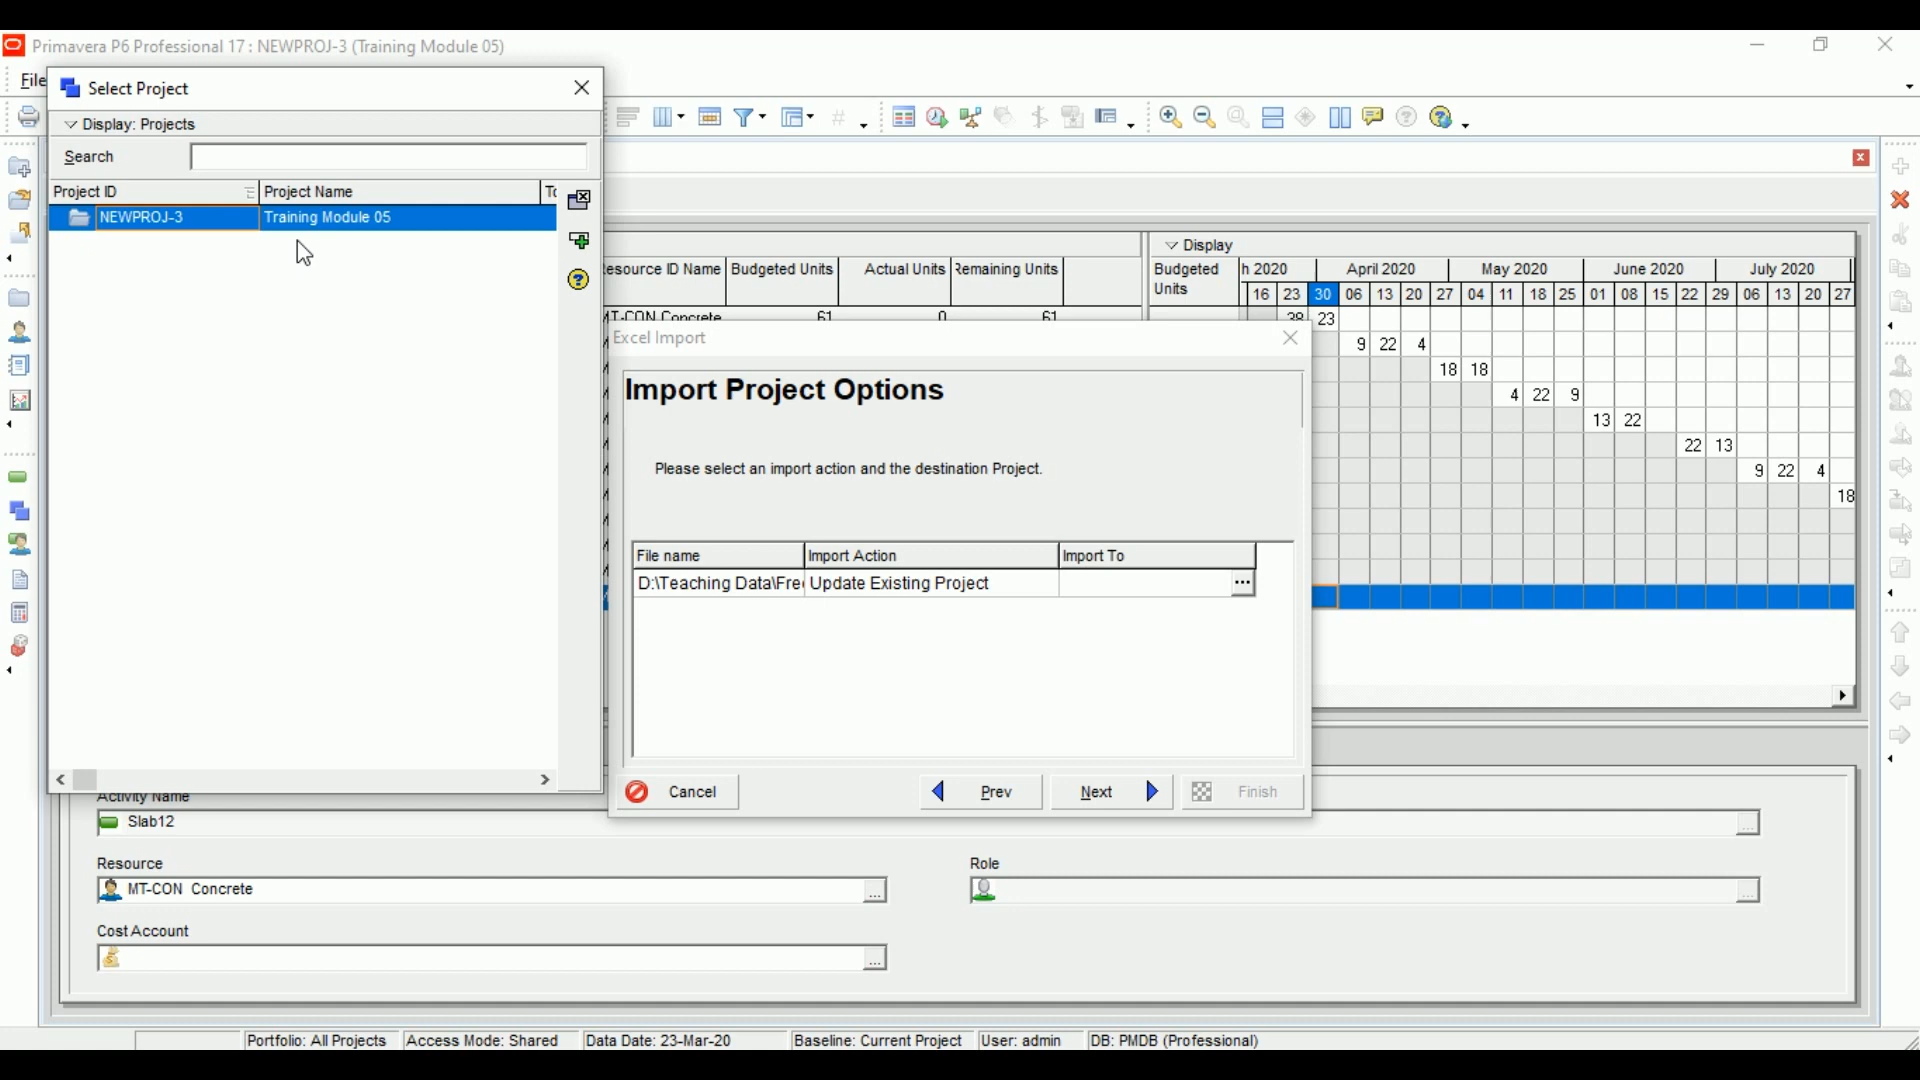 Primavera P6 Professional 17 : NEWPROJ-3 (Training Module 05)
File
Select Project
Display: Projects
Search
Project ID
Project Name
NEWPROJ-3
Training Module 05
esource ID Name
Budgeted Units
Actual Units
Remaining Units
MT-CON Concrete
61
0
61
Display
Budgeted Units
h 2020
April 2020
May 2020
June 2020
July 2020
16 23 30 06 13 20 27 04 11 18 25 01 08 15 22 29 06 13 20 27
38 23
9 22 4
18 18
4 22 9
13 22
22 13
9 22 4
18
Excel Import
Import Project Options
Please select an import action and the destination Project.
File name
Import Action
Import To
D:\Teaching Data\Fre
Update Existing Project
...
Cancel
Prev
Next
Finish
Activity Name
Slab12
Resource
Role
MT-CON Concrete
Cost Account
Portfolio: All Projects
Access Mode: Shared
Data Date: 23-Mar-20
Baseline: Current Project
User: admin
DB: PMDB (Professional)